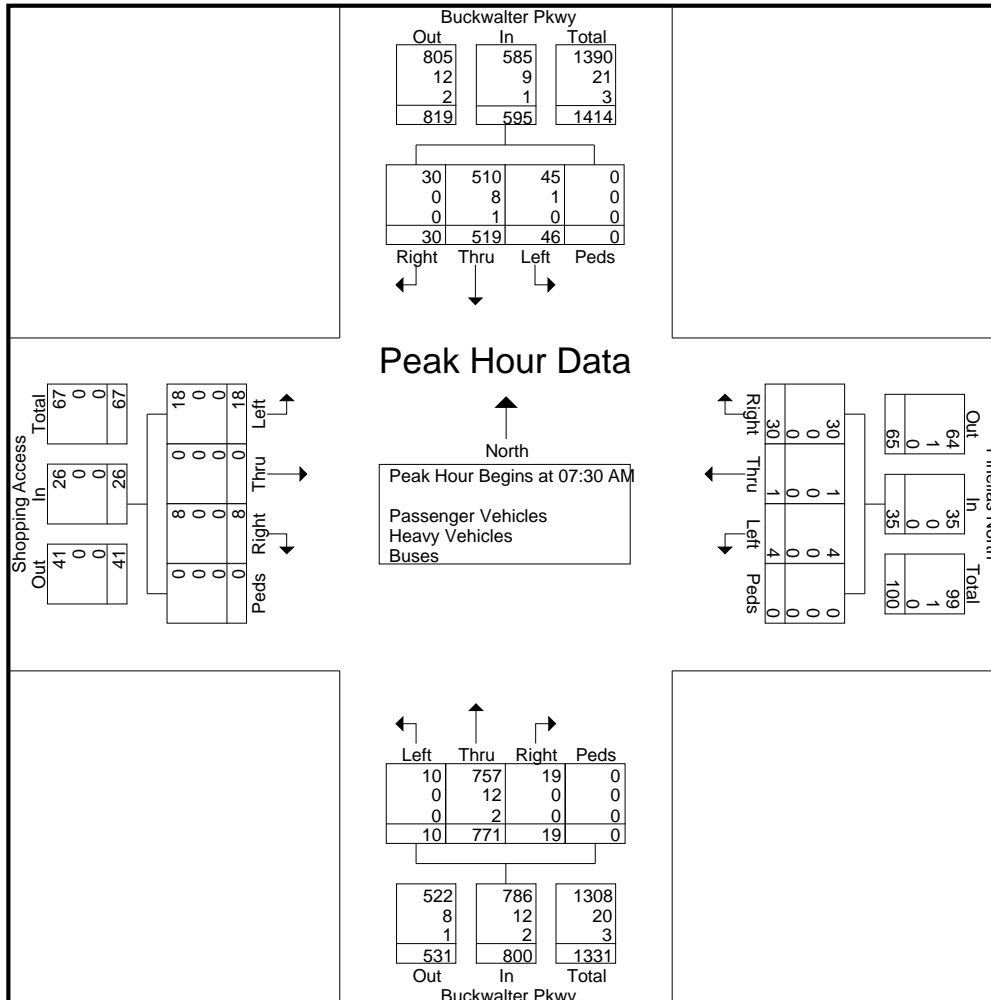 Buckwalter Pkwy
Out In Total
805 585 1390
12 9 21
2 1 3
819 595 1414
30 510 45 0
0 8 1 0
0 1 0 0
30 519 46 0
Right Thru Left Peds
Peak Hour Data
North
Peak Hour Begins at 07:30 AM
Passenger Vehicles
Heavy Vehicles
Buses
Shopping Access
Total In Out
67 26 41
0 0 0
0 0 0
67 26 41
18 0 8 0
0 0 0 0
0 0 0 0
18 0 8 0
Left Thru Right Peds
Right Thru Left Peds
30 1 4 0
0 0 0 0
0 0 0 0
30 1 4 0
65 35 100
0 0 0
1 0 1
64 35 99
Out In Total
North
Left Thru Right Peds
10 757 19 0
0 12 0 0
0 2 0 0
10 771 19 0
522 786 1308
8 12 20
1 2 3
531 800 1331
Out In Total
Buckwalter Pkwy